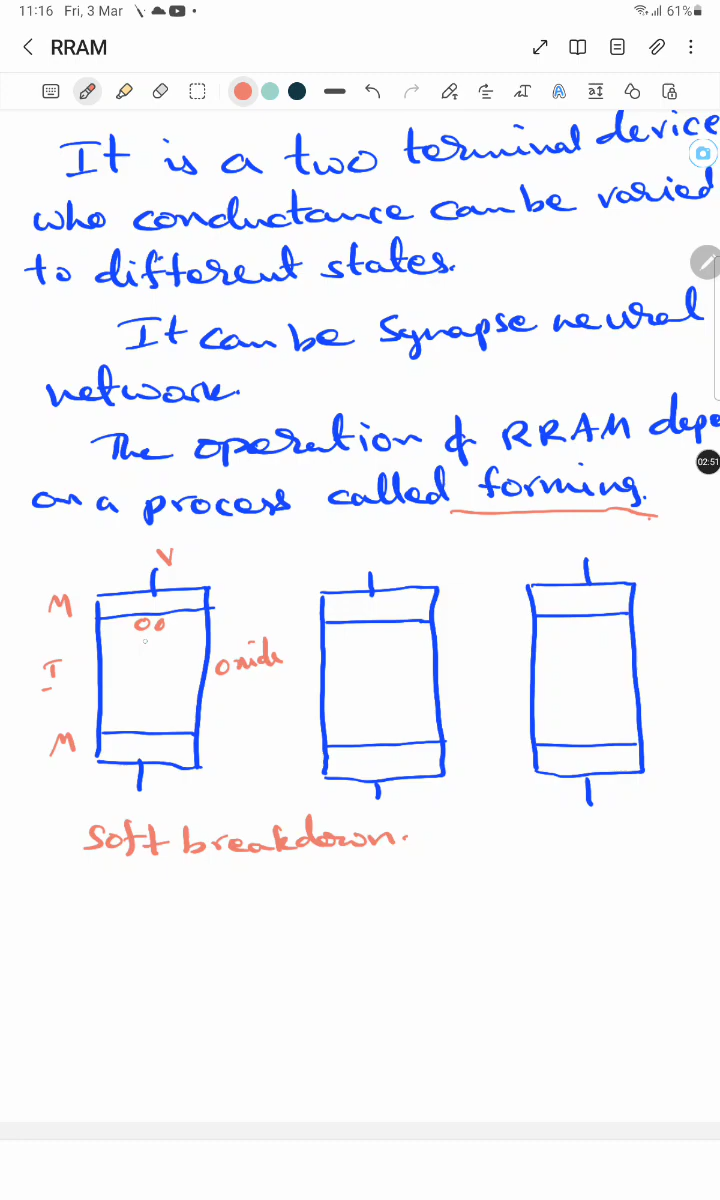 11:16 Fri, 3 Mar
61%
RRAM
It is a two terminal device
who conductance can be varied
to different states.
It can be synapse neural
network.
The operation of RRAM depe
on a process called forming.
02:51
V
M
I
M
oxide
soft breakdown.